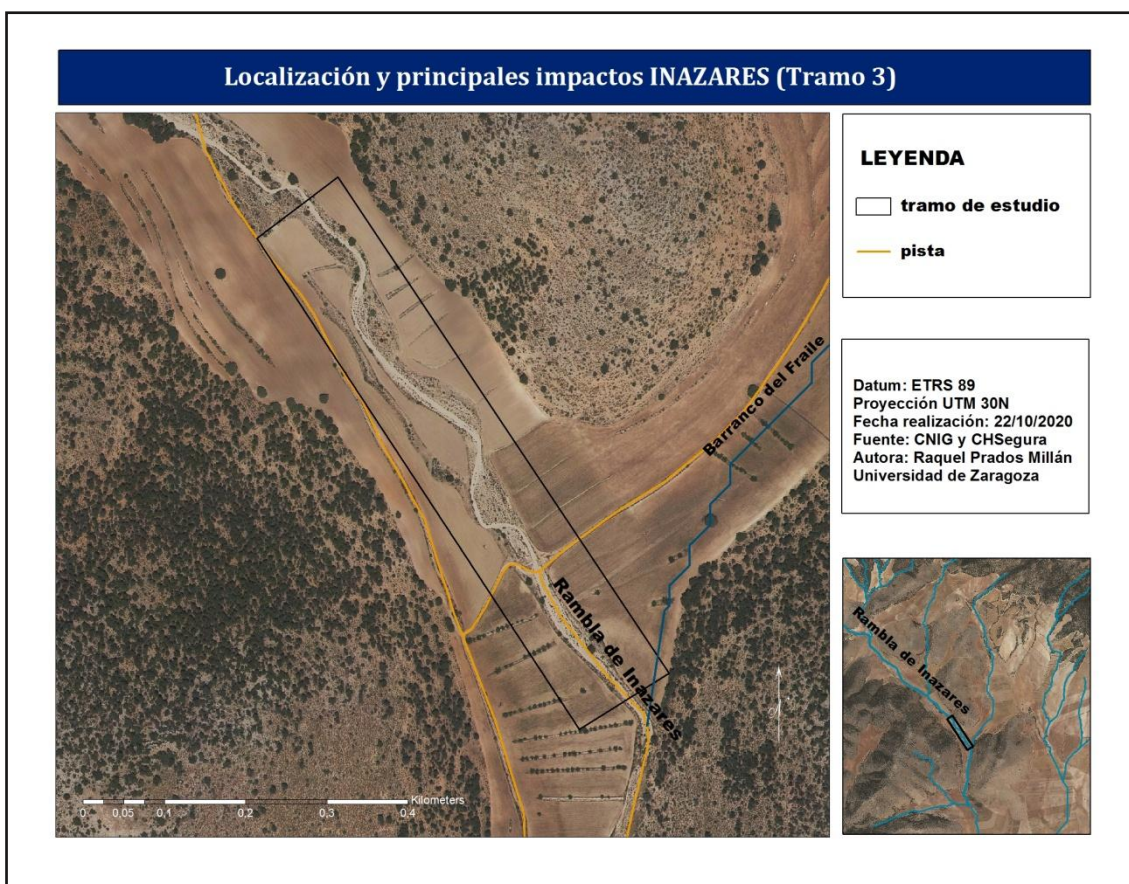 Localización y principales impactos INAZARES (Tramo 3)
LEYENDA
tramo de estudio
pista
Barranco del Fraile
Rambla de Inazares
Kilometers
0 0,05 0,1 0,2 0,3 0,4
Datum: ETRS 89
Proyección UTM 30N
Fecha realización: 22/10/2020
Fuente: CNIG y CHSegura
Autora: Raquel Prados Millán
Universidad de Zaragoza
Rambla de Inazares